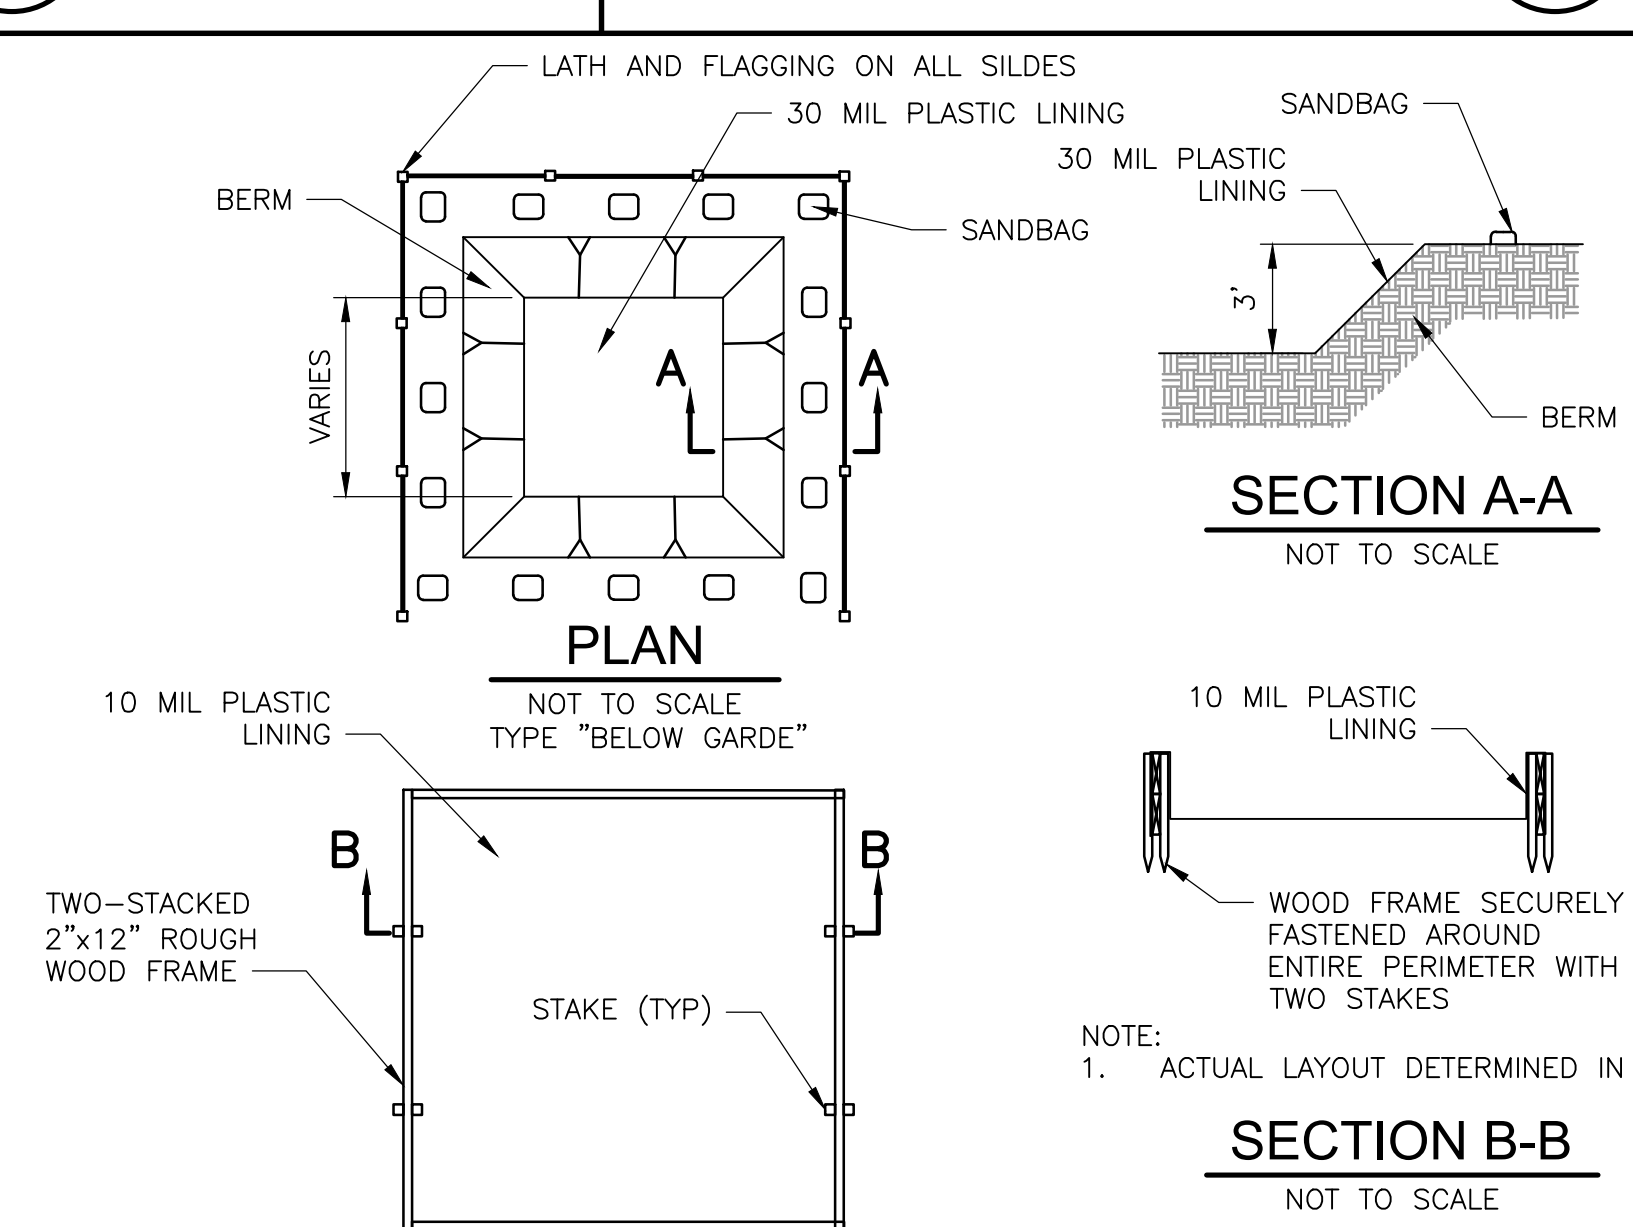 LATH AND FLAGGING ON ALL SILDES
30 MIL PLASTIC LINING
BERM
SANDBAG
VARIES
A
A
PLAN
NOT TO SCALE
TYPE "BELOW GARDE"
SANDBAG
30 MIL PLASTIC
LINING
3'
BERM
SECTION A-A
NOT TO SCALE
10 MIL PLASTIC
LINING
B
B
TWO-STACKED
2"x12" ROUGH
WOOD FRAME
STAKE (TYP)
10 MIL PLASTIC
LINING
WOOD FRAME SECURELY
FASTENED AROUND
ENTIRE PERIMETER WITH
TWO STAKES
NOTE:
1. ACTUAL LAYOUT DETERMINED IN
SECTION B-B
NOT TO SCALE